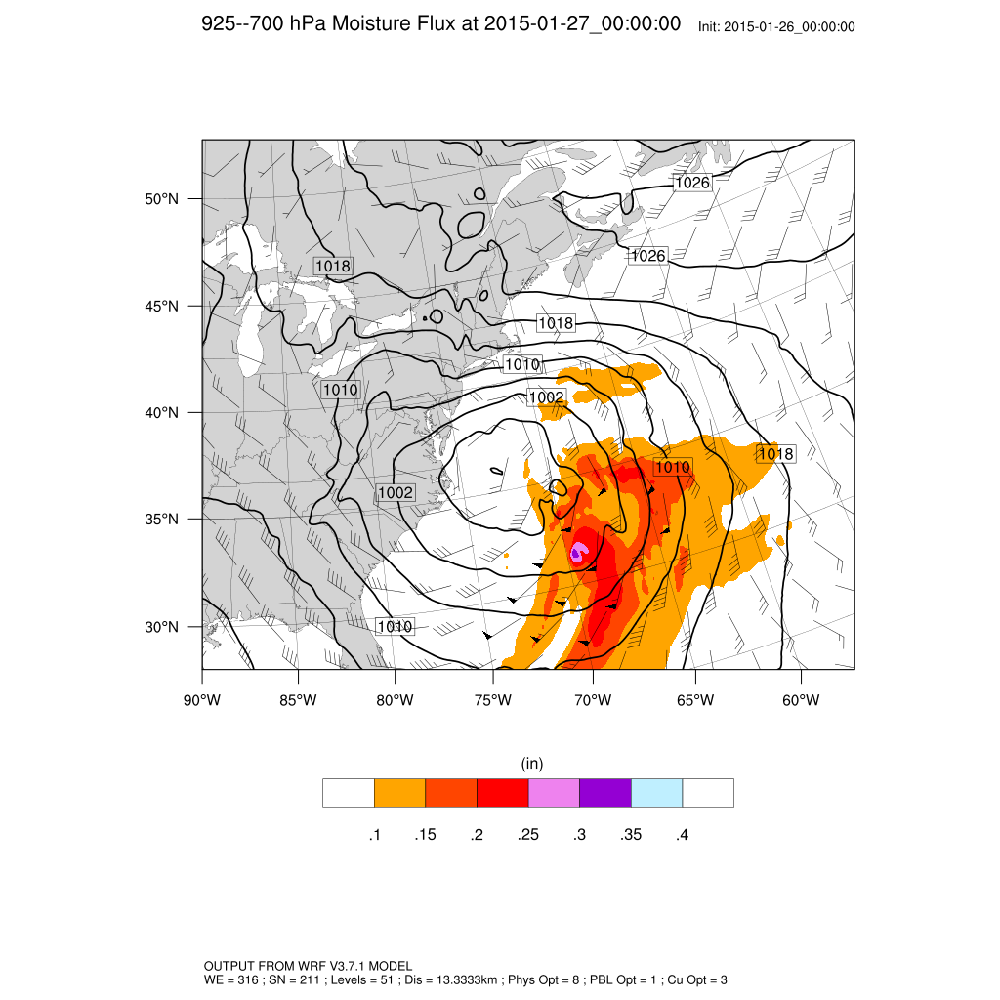 925--700 hPa Moisture Flux at 2015-01-27_00:00:00 Init: 2015-01-26_00:00:00
1026
50°N
1026
1018
45°N
1018
1010
1010
1002
40°N
1018
1010
1002
35°N
1010
30°N
90°W 85°W 80°W 75°W 70°W 65°W 60°W
(in)
.1 .15 .2 .25 .3 .35 .4
OUTPUT FROM WRF V3.7.1 MODEL
WE = 316 ; SN = 211 ; Levels = 51 ; Dis = 13.3333km ; Phys Opt = 8 ; PBL Opt = 1 ; Cu Opt = 3